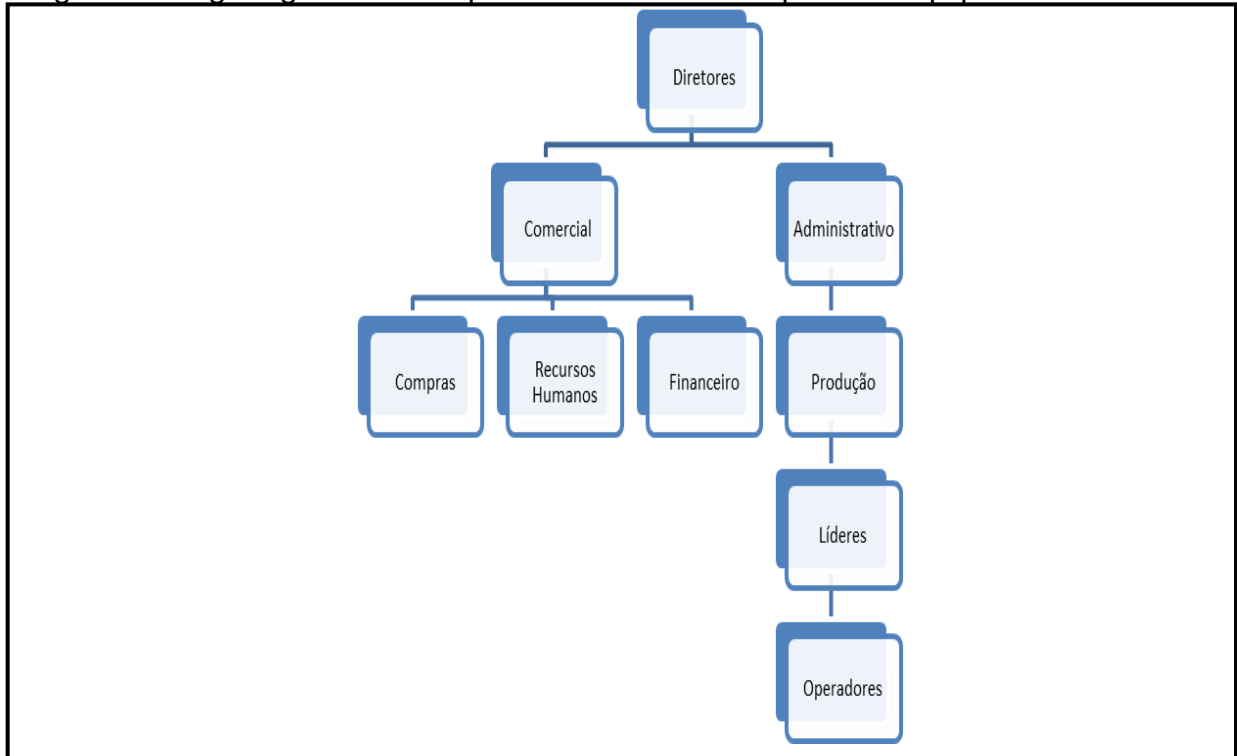 Diretores
Comercial
Administrativo
Compras
Recursos
Humanos
Financeiro
Produção
Líderes
Operadores